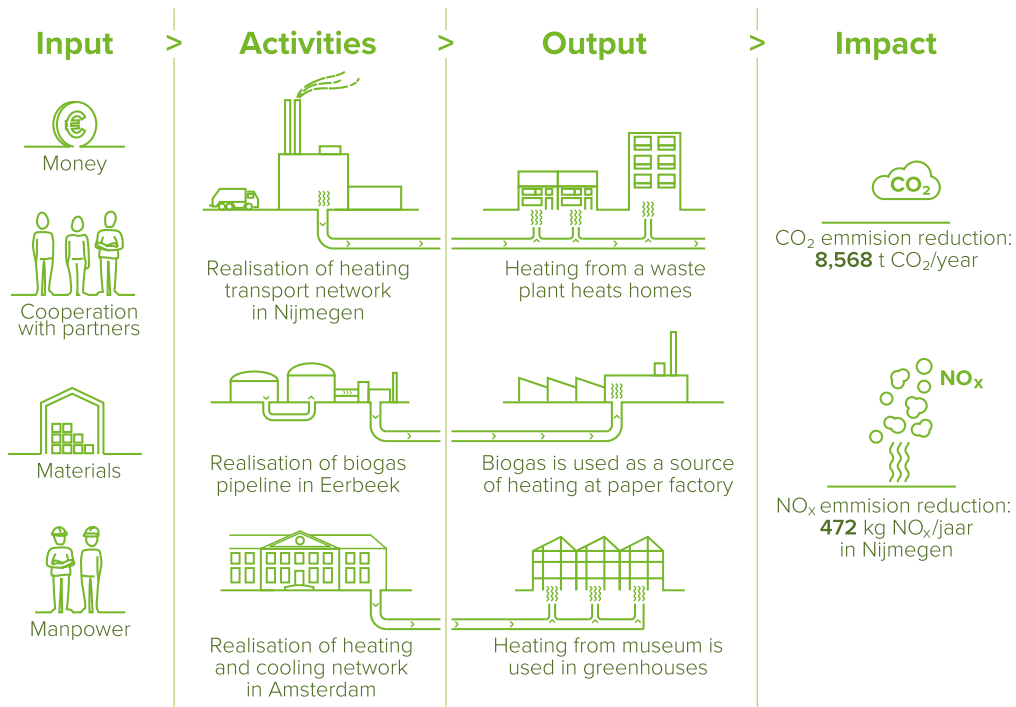 Input
>
Activities
>
Output
>
Impact
€
Money
Cooperation
with partners
Materials
Manpower
Realisation of heating
transport network
in Nijmegen
Realisation of biogas
pipeline in Eerbeek
Realisation of heating
and cooling network
in Amsterdam
Heating from a waste
plant heats homes
Biogas is used as a source
of heating at paper factory
Heating from museum is
used in greenhouses
CO₂
CO₂ emmision reduction:
8,568 t CO₂/year
NOₓ
NOₓ emmision reduction:
472 kg NOₓ/jaar
in Nijmegen